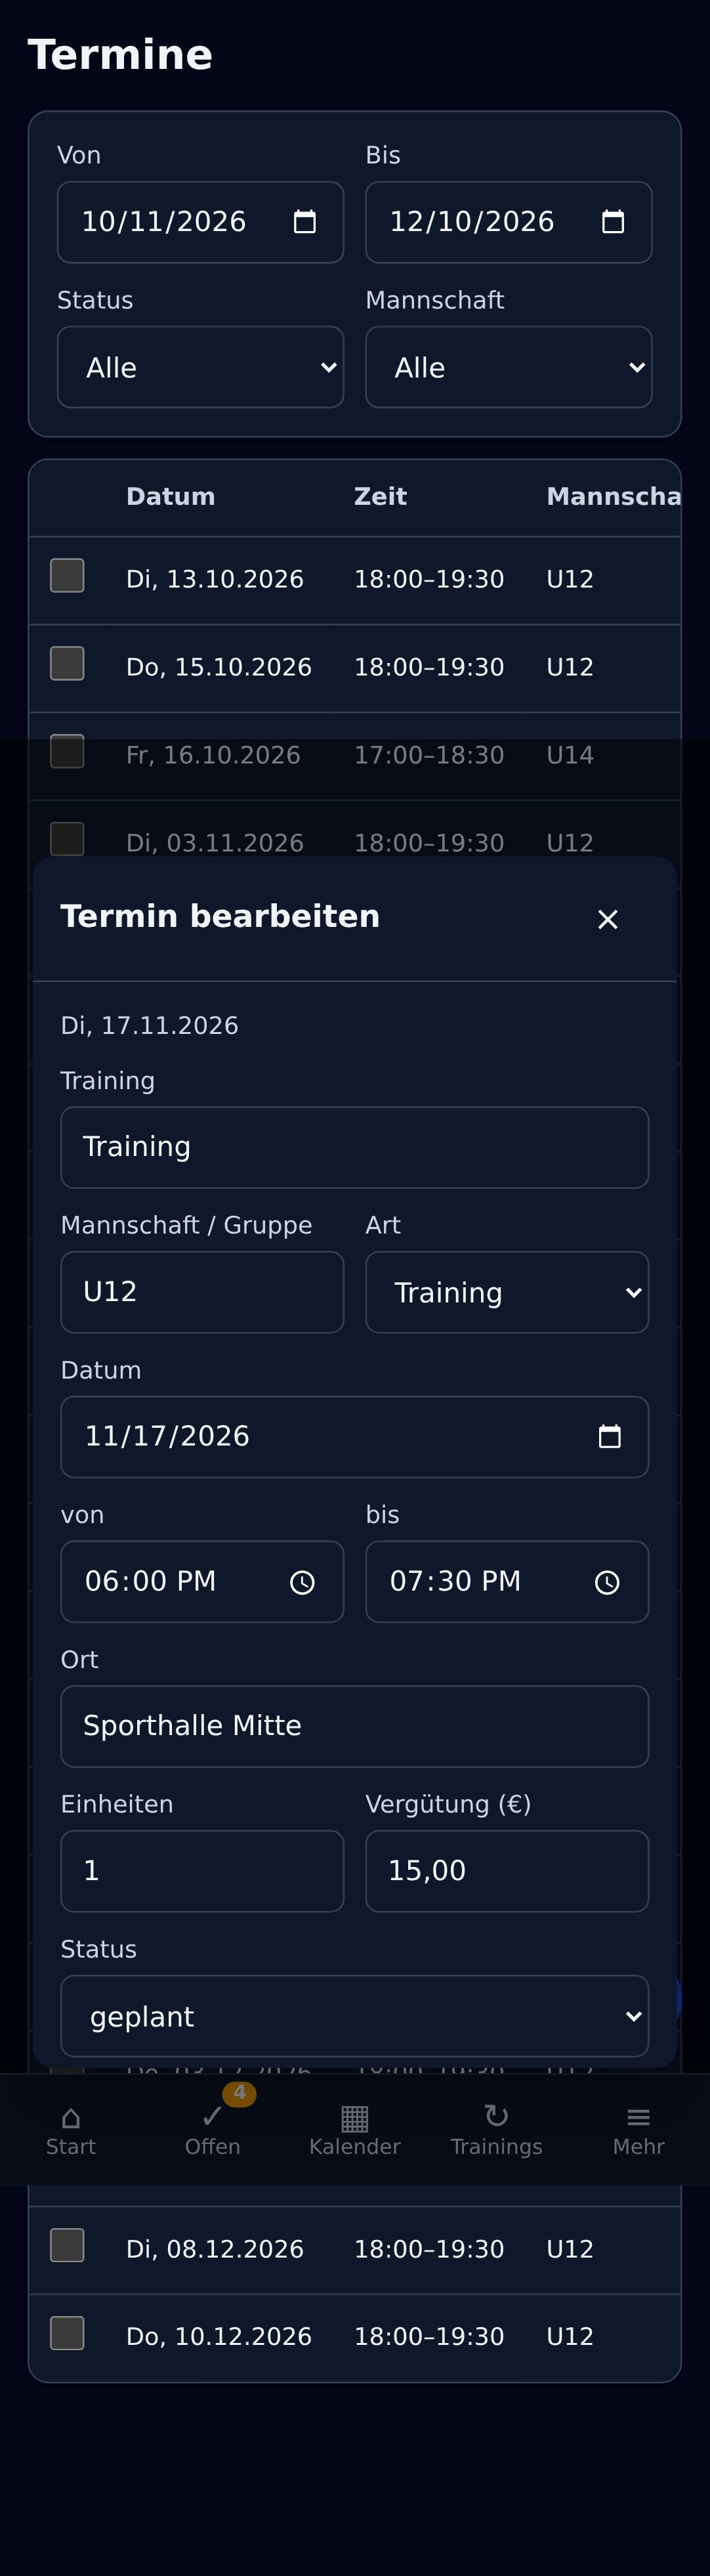 Termine
Von Bis
10/11/2026 12/10/2026
Status Mannschaft
Alle Alle
Datum Zeit Mannscha
Di, 13.10.2026 18:00–19:30 U12
Do, 15.10.2026 18:00–19:30 U12
Fr, 16.10.2026 17:00–18:30 U14
Di, 03.11.2026 18:00–19:30 U12
Termin bearbeiten ×
Di, 17.11.2026
Training
Training
Mannschaft / Gruppe Art
U12 Training
Datum
11/17/2026
von bis
06:00 PM 07:30 PM
Ort
Sporthalle Mitte
Einheiten Vergütung (€)
1 15,00
Status
geplant
4
Start Offen Kalender Trainings Mehr
Di, 08.12.2026 18:00–19:30 U12
Do, 10.12.2026 18:00–19:30 U12